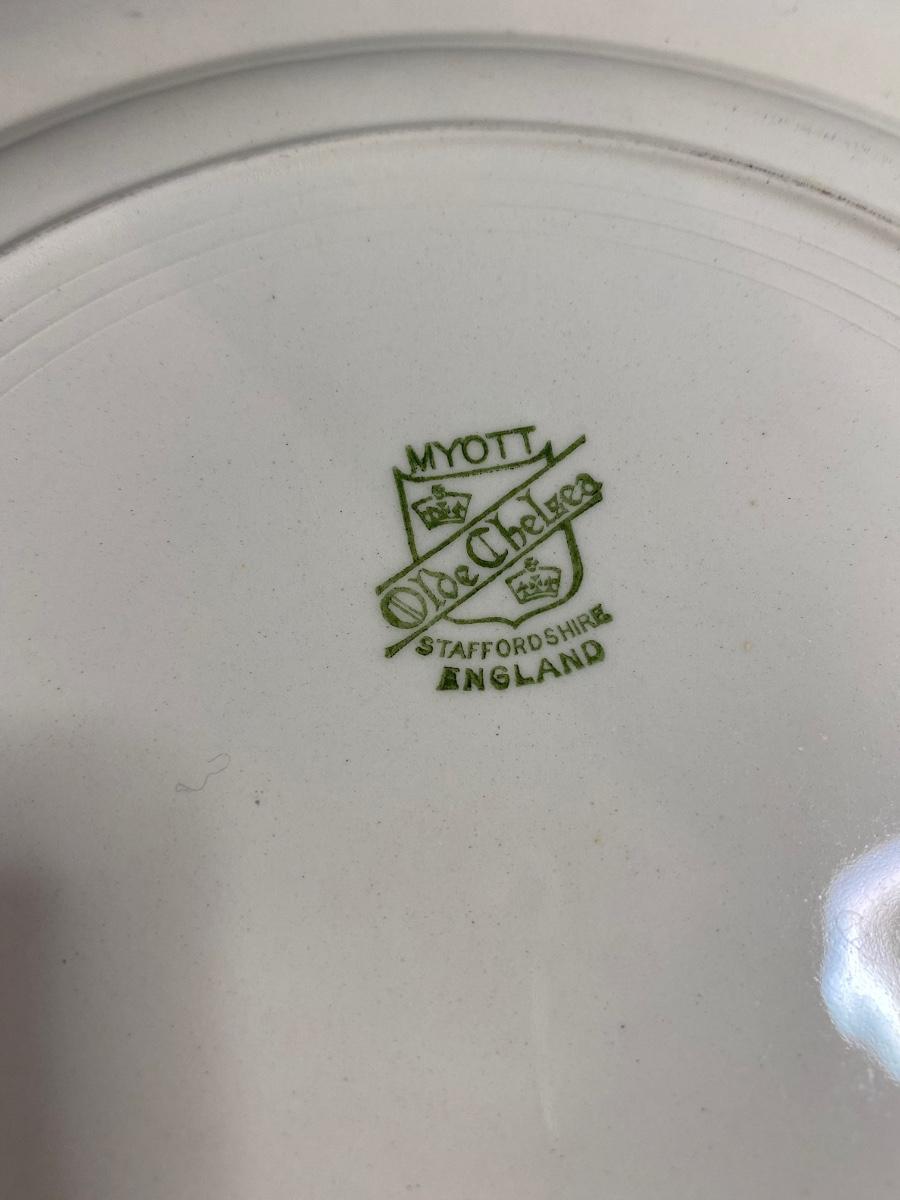 MYOTT
Olde Chelsea
STAFFORDSHIRE
ENGLAND